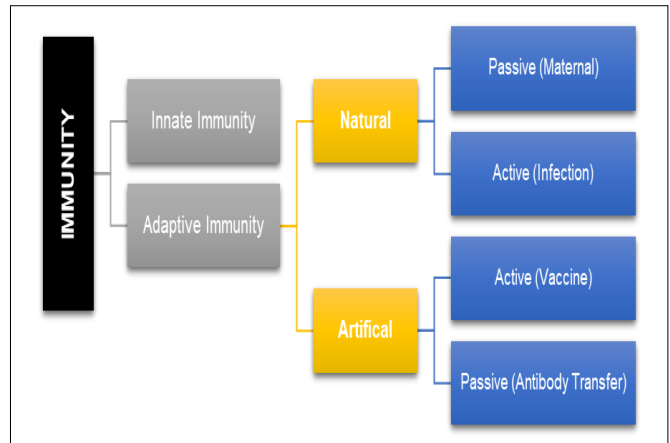 IMMUNITY
Innate Immunity
Adaptive Immunity
Natural
Artifical
Passive (Maternal)
Active (Infection)
Active (Vaccine)
Passive (Antibody Transfer)